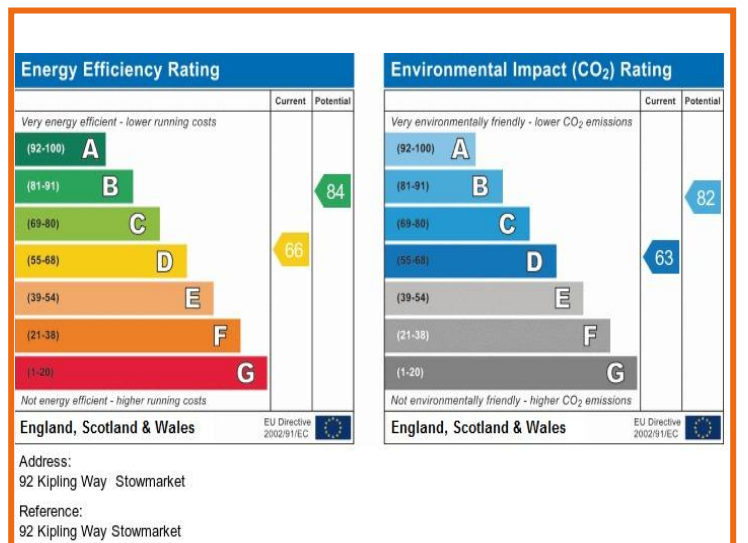 Energy Efficiency Rating
Current Potential
Very energy efficient - lower running costs
(92-100) A
(81-91) B
84
(69-80) C
66
(55-68) D
(39-54) E
(21-38) F
(1-20) G
Not energy efficient - higher running costs
England, Scotland & Wales
EU Directive
2002/91/EC
Environmental Impact (CO2) Rating
Current Potential
Very environmentally friendly - lower CO2 emissions
(92-100) A
(81-91) B
82
(69-80) C
(55-68) D
63
(39-54) E
(21-38) F
(1-20) G
Not environmentally friendly - higher CO2 emissions
England, Scotland & Wales
EU Directive
2002/91/EC
Address:
92 Kipling Way Stowmarket
Reference:
92 Kipling Way Stowmarket